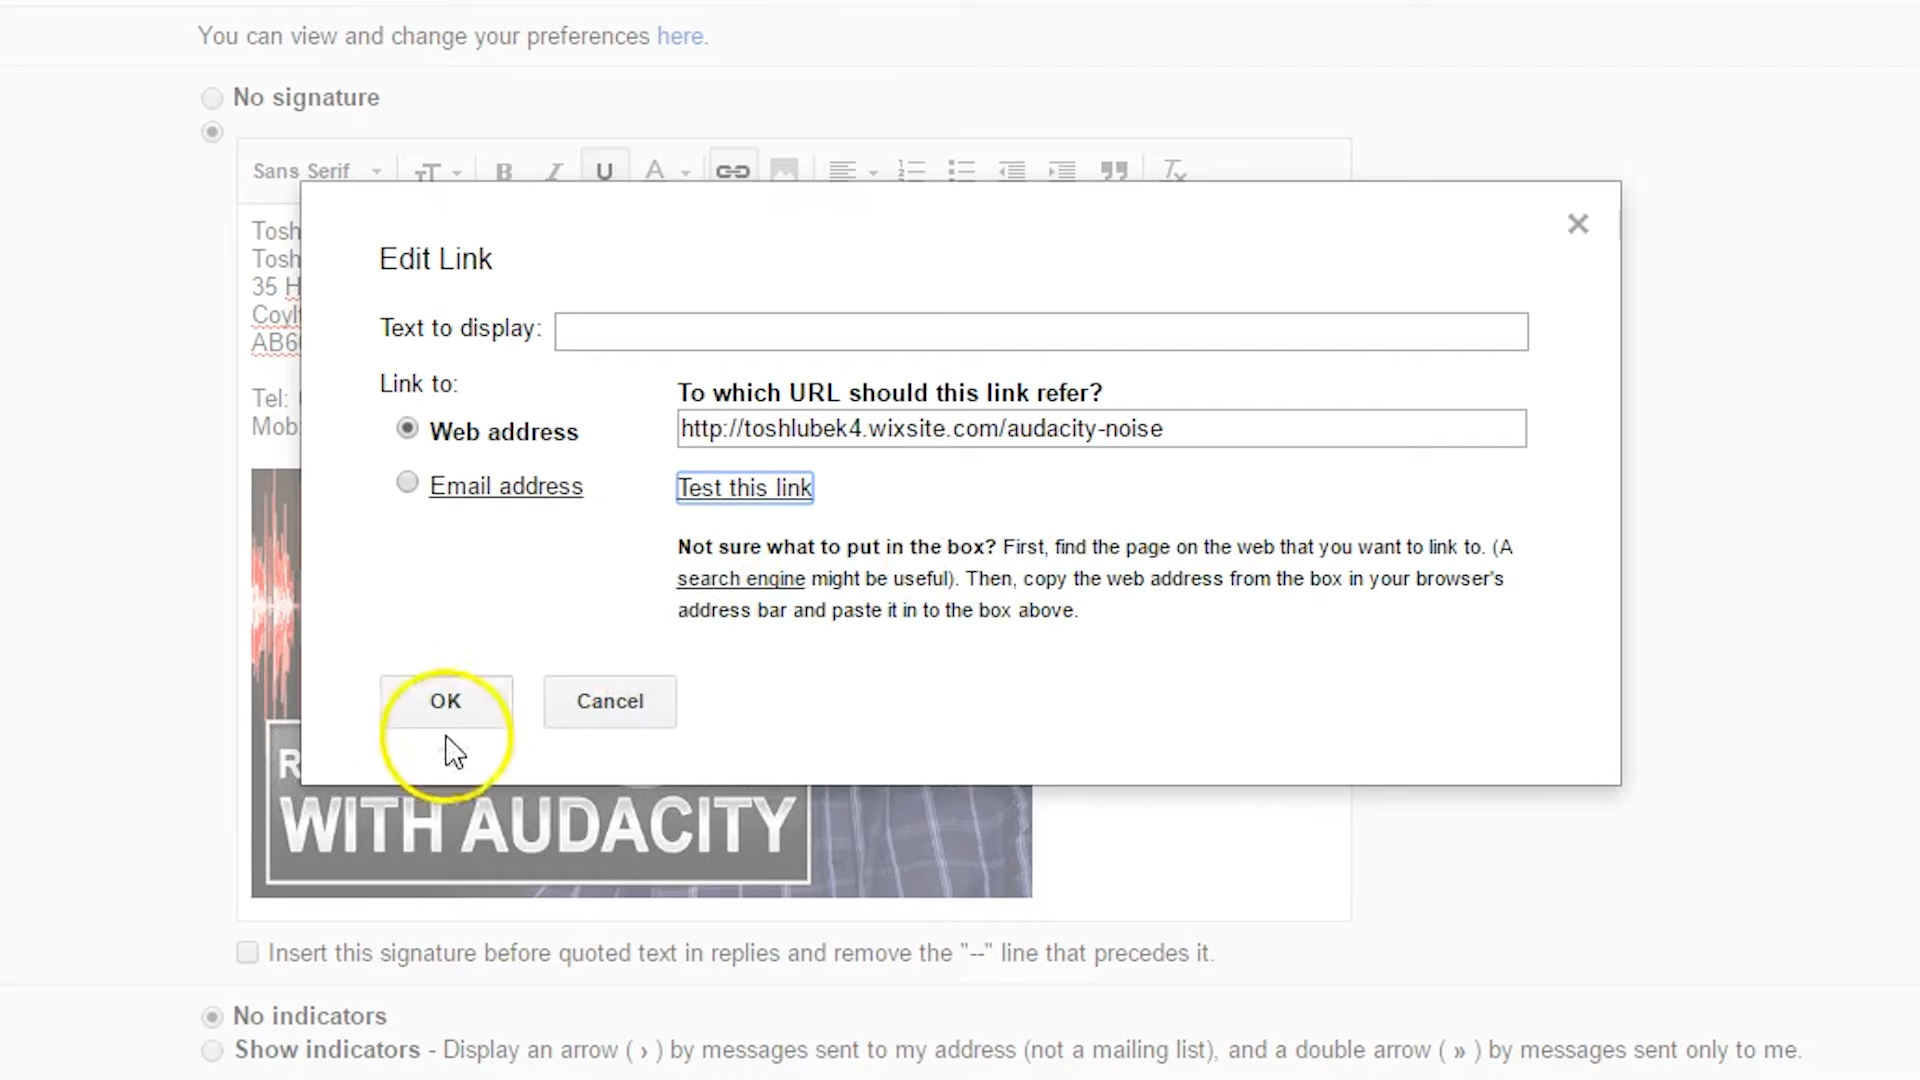 You can view and change your preferences here.
No signature
Sans Serif
B I U A
Tosh
Tosh
35 H
AB6
Tel:
Mob:
Edit Link
Text to display:
Link to:
Web address
Email address
To which URL should this link refer?
http://toshlubek4.wixsite.com/audacity-noise
Test this link
Not sure what to put in the box? First, find the page on the web that you want to link to. (A
search engine might be useful). Then, copy the web address from the box in your browser's
address bar and paste it in to the box above.
OK
Cancel
R
WITH AUDACITY
Insert this signature before quoted text in replies and remove the "--" line that precedes it.
No indicators
Show indicators - Display an arrow ( › ) by messages sent to my address (not a mailing list), and a double arrow ( » ) by messages sent only to me.